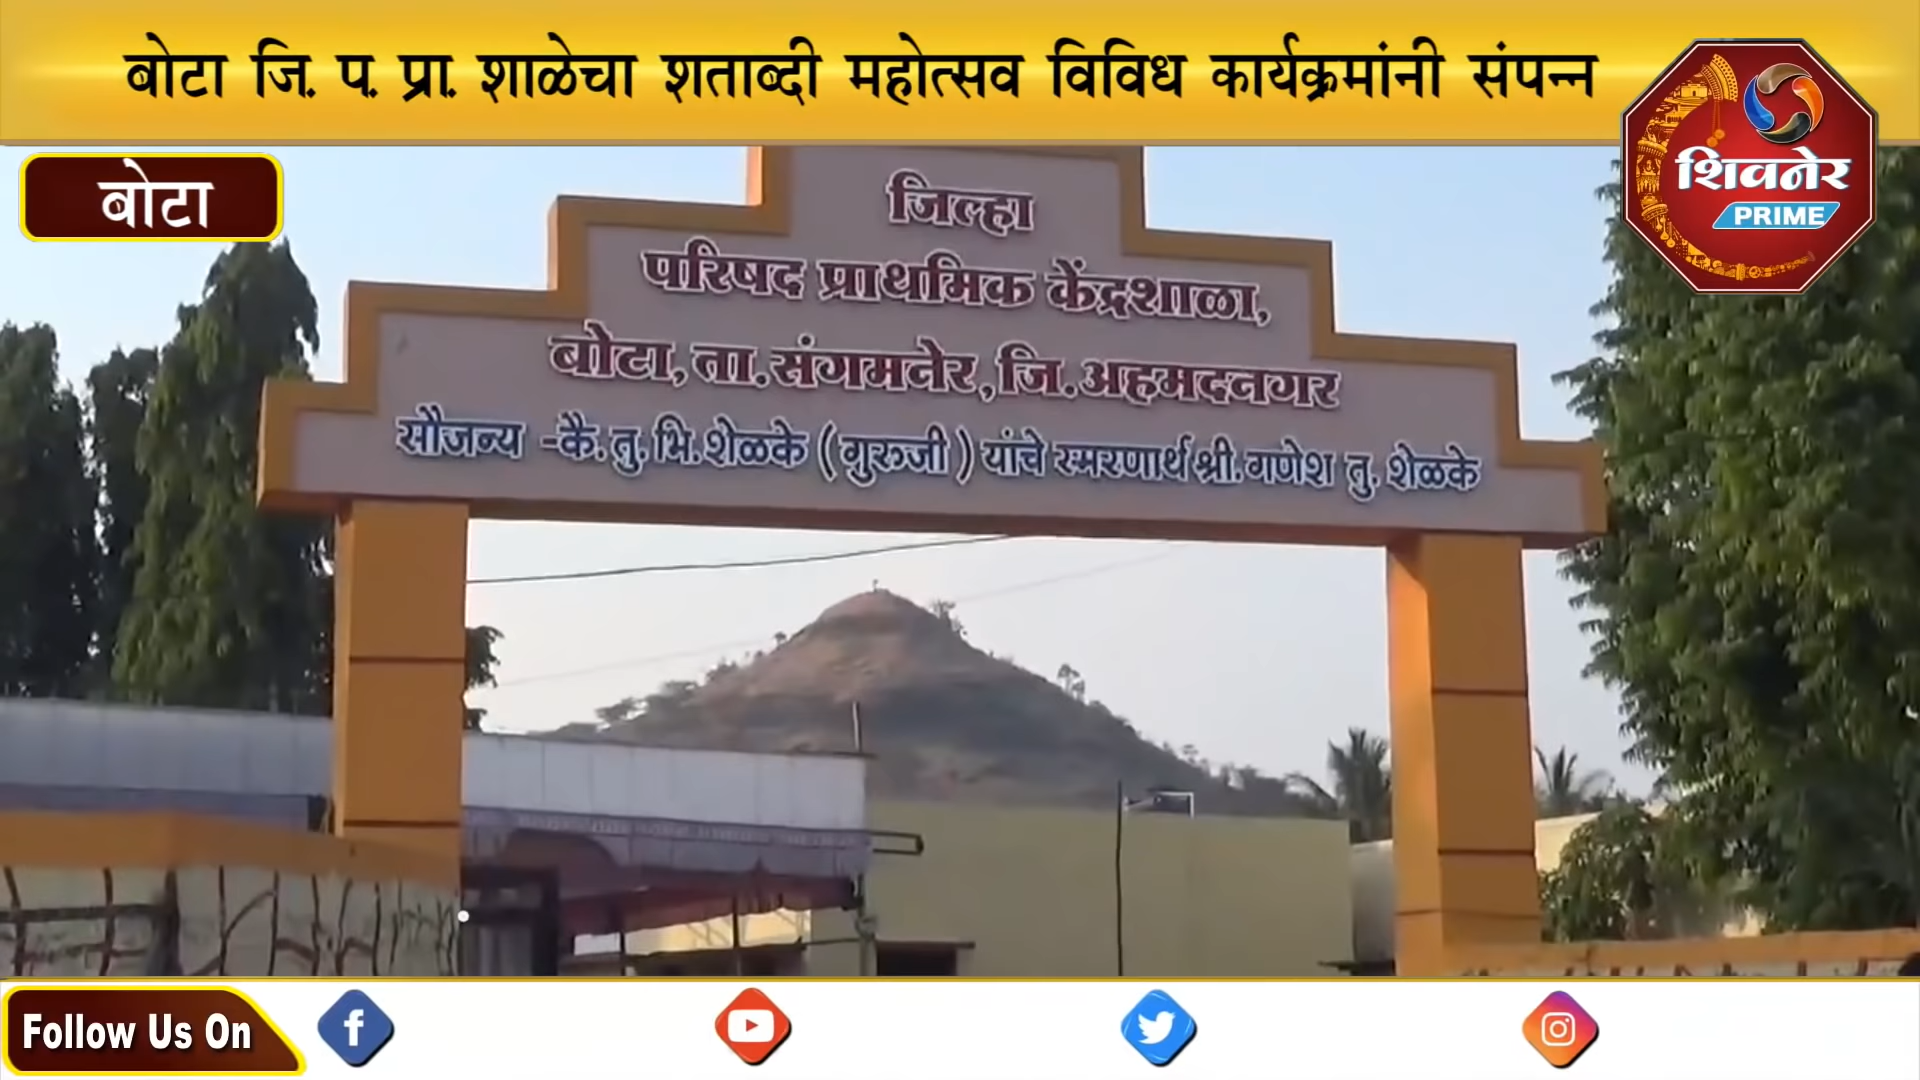 बोटा जि. प. प्रा. शाळेचा शताब्दी महोत्सव विविध कार्यक्रमांनी संपन्न
शिवनेर
PRIME
बोटा
जिल्हा
परिषद प्राथमिक केंद्रशाळा,
बोटा, ता. संगमनेर, जि. अहमदनगर
सौजन्य -कै. तु. भि. शेळके ( गुरुजी ) यांचे स्मरणार्थ श्री. गणेश तु. शेळके
Follow Us On